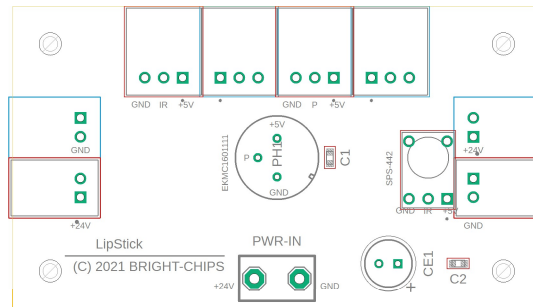 GND IR +5V GND P +5V
+5V
GND
+24V
EKMC1601111
P
PH1
C1
SPS-442
GND
GND IR +5V
+24V
GND
LipStick
PWR-IN
(C) 2021 BRIGHT-CHIPS
+24V
GND
CE1
+
C2